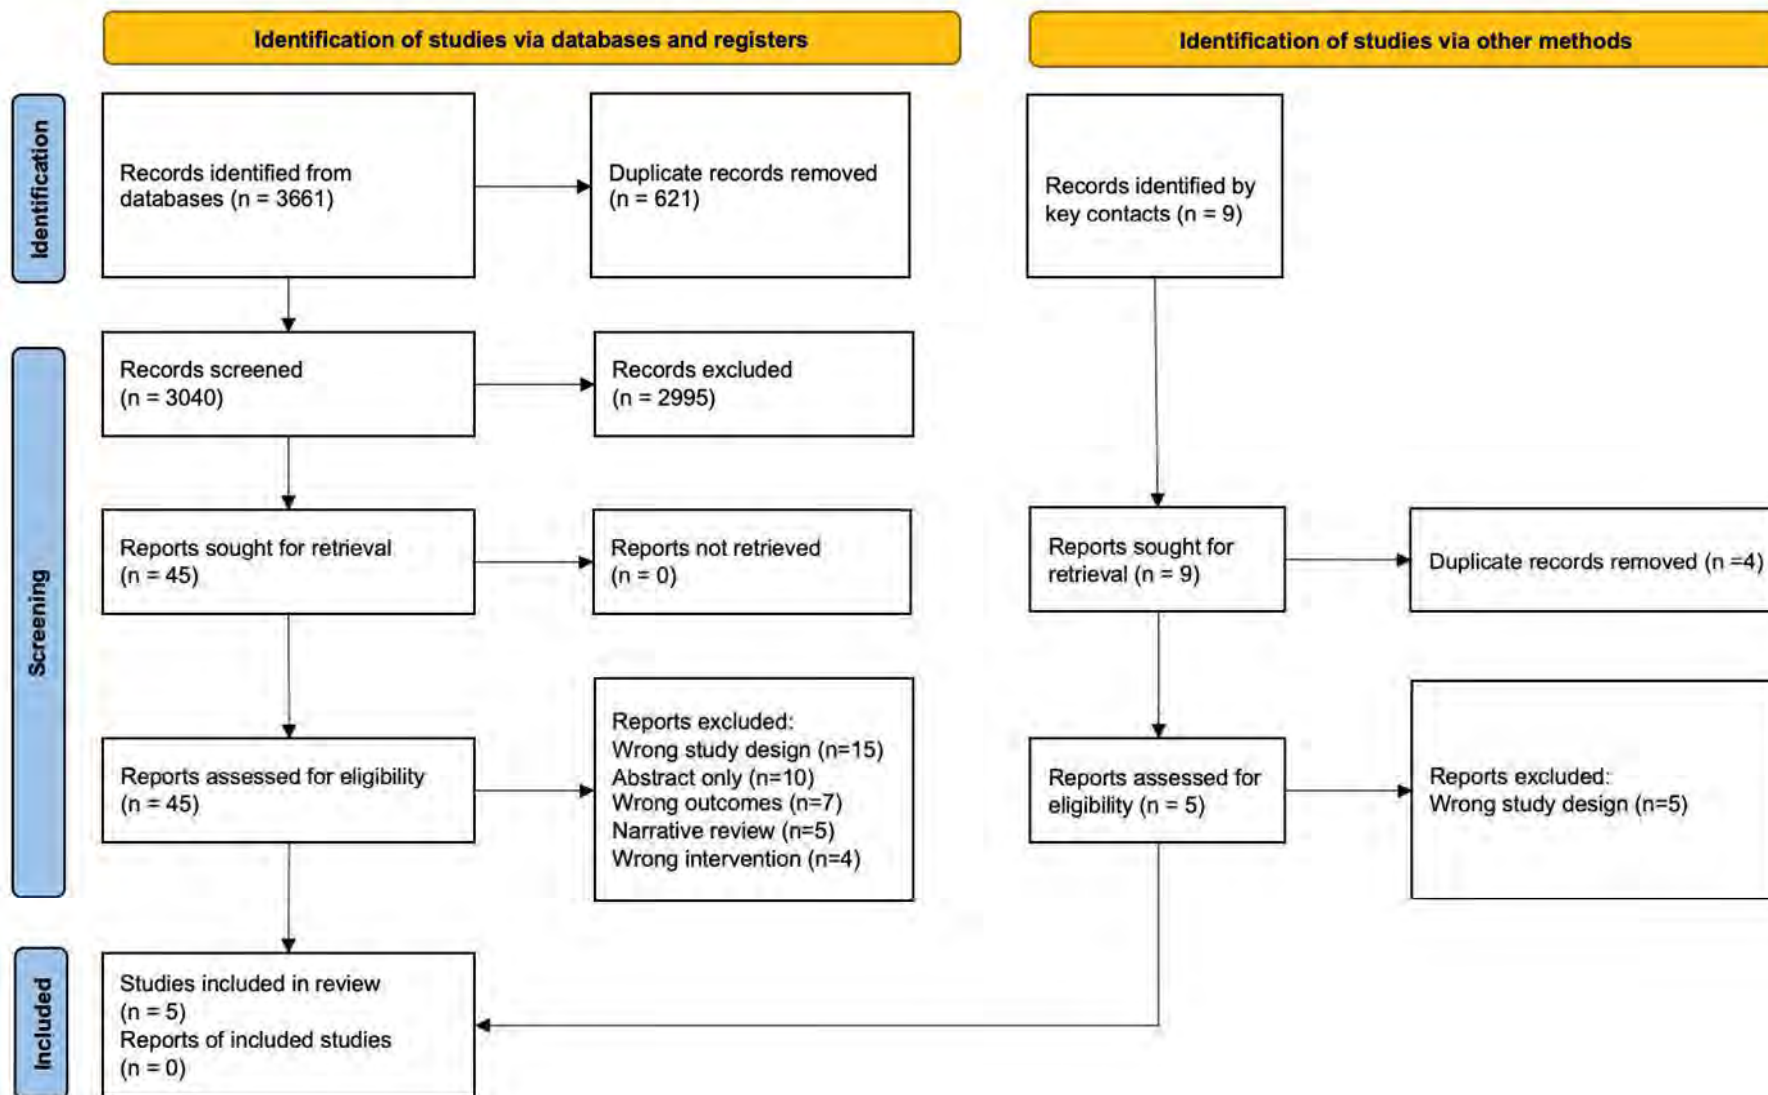 Identification of studies via databases and registers
Identification of studies via other methods
Identification
Records identified from
databases (n = 3661)
Duplicate records removed
(n = 621)
Records identified by
key contacts (n = 9)
Screening
Records screened
(n = 3040)
Records excluded
(n = 2995)
Reports sought for retrieval
(n = 45)
Reports not retrieved
(n = 0)
Reports sought for
retrieval (n = 9)
Duplicate records removed (n =4)
Reports assessed for eligibility
(n = 45)
Reports excluded:
Wrong study design (n=15)
Abstract only (n=10)
Wrong outcomes (n=7)
Narrative review (n=5)
Wrong intervention (n=4)
Reports assessed for
eligibility (n = 5)
Reports excluded:
Wrong study design (n=5)
Included
Studies included in review
(n = 5)
Reports of included studies
(n = 0)